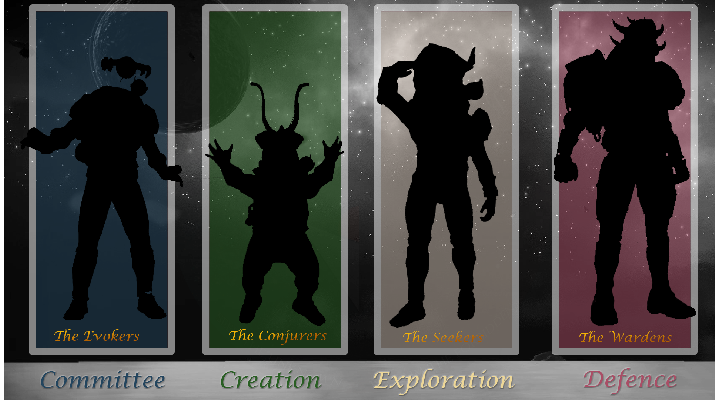 The Evokers
The Conjurers
The Seekers
The Wardens
Committee
Creation
Exploration
Defence